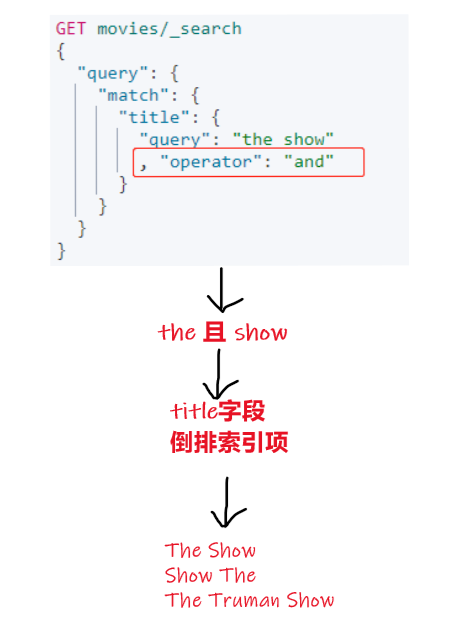 GET movies/_search
{
"query": {
"match": {
"title": {
"query": "the show"
, "operator": "and"
}
}
}
}
the 且 show
title字段
倒排索引项
The Show
Show The
The Truman Show